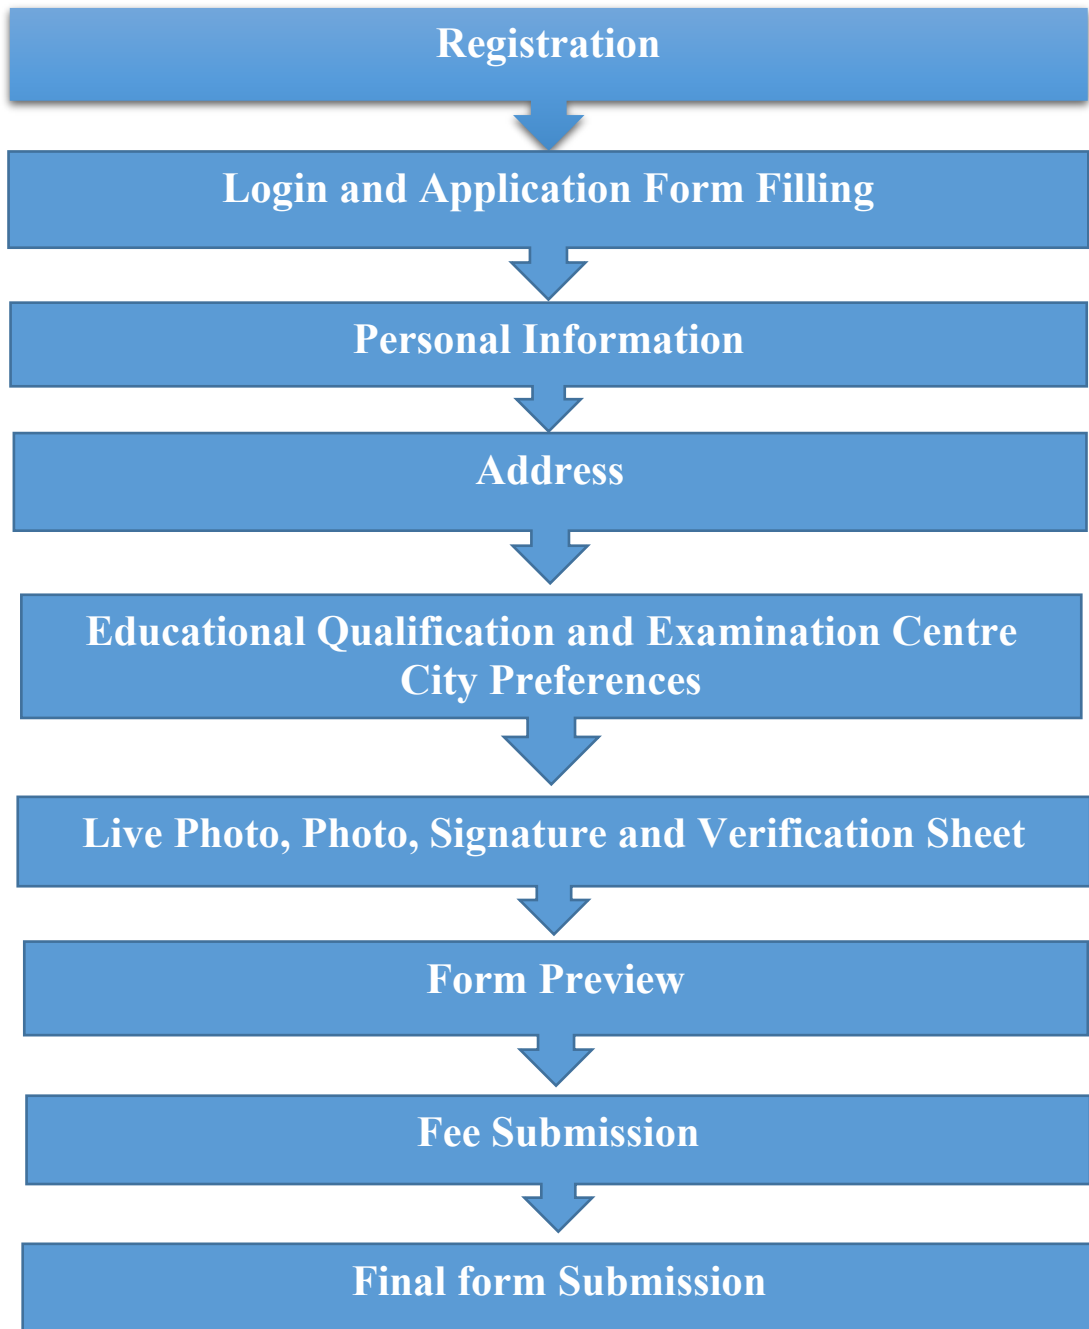 Registration
Login and Application Form Filling
Personal Information
Address
Educational Qualification and Examination Centre
City Preferences
Live Photo, Photo, Signature and Verification Sheet
Form Preview
Fee Submission
Final form Submission